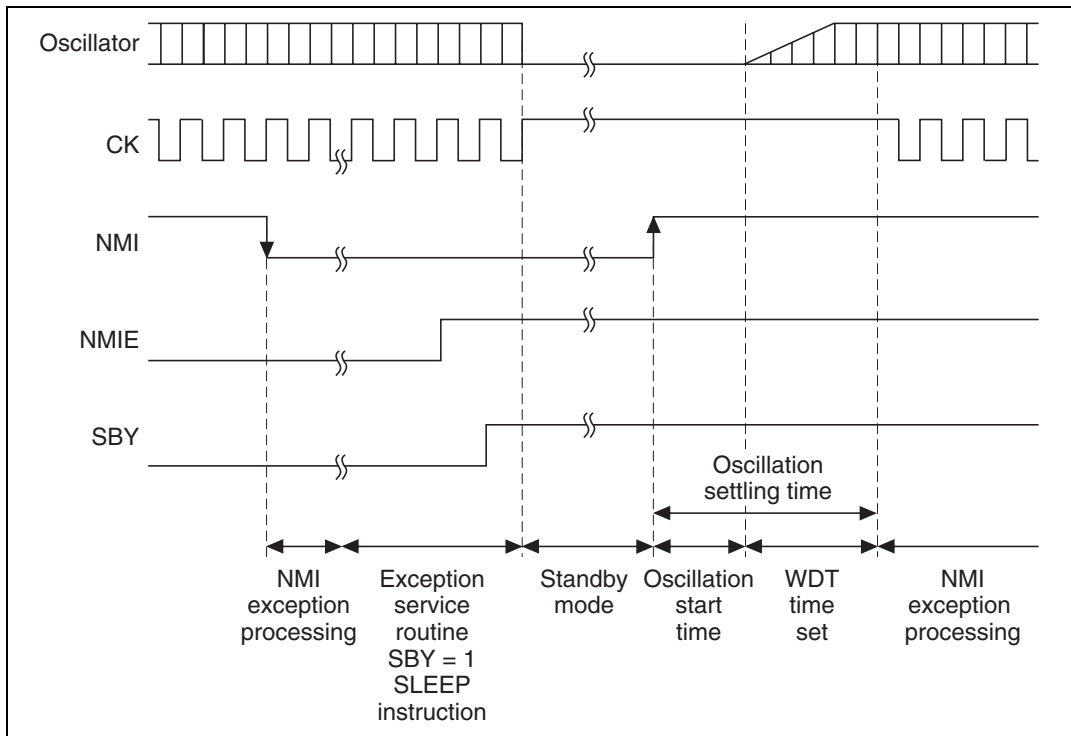 Oscillator
CK
NMI
NMIE
SBY
Oscillation
settling time
NMI
exception
processing
Exception
service
routine
SBY = 1
SLEEP
instruction
Standby
mode
Oscillation
start
time
WDT
time
set
NMI
exception
processing